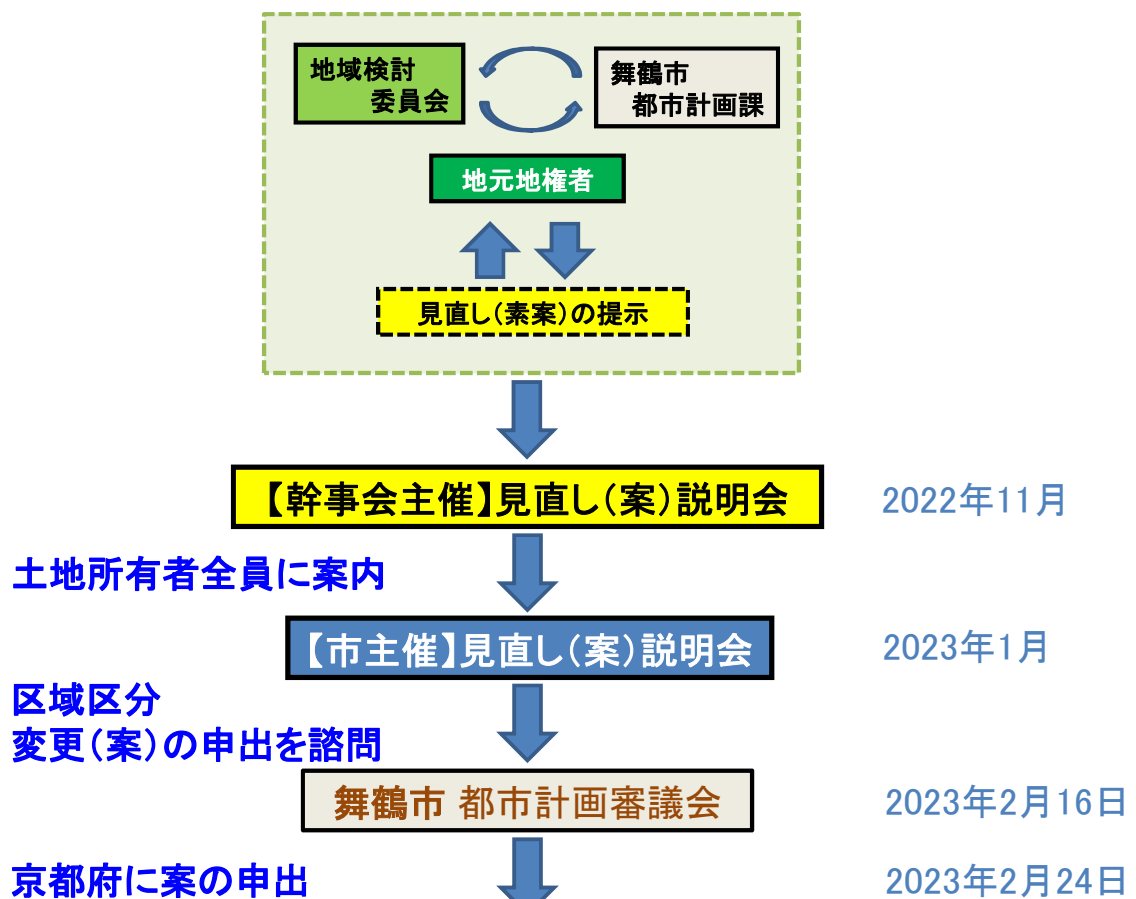 地域検討
委員会
舞鶴市
都市計画課
地元地権者
見直し(素案)の提示
【幹事会主催】見直し(案)説明会
2022年11月
土地所有者全員に案内
【市主催】見直し(案)説明会
2023年1月
区域区分
変更(案)の申出を諮問
舞鶴市 都市計画審議会
2023年2月16日
京都府に案の申出
2023年2月24日